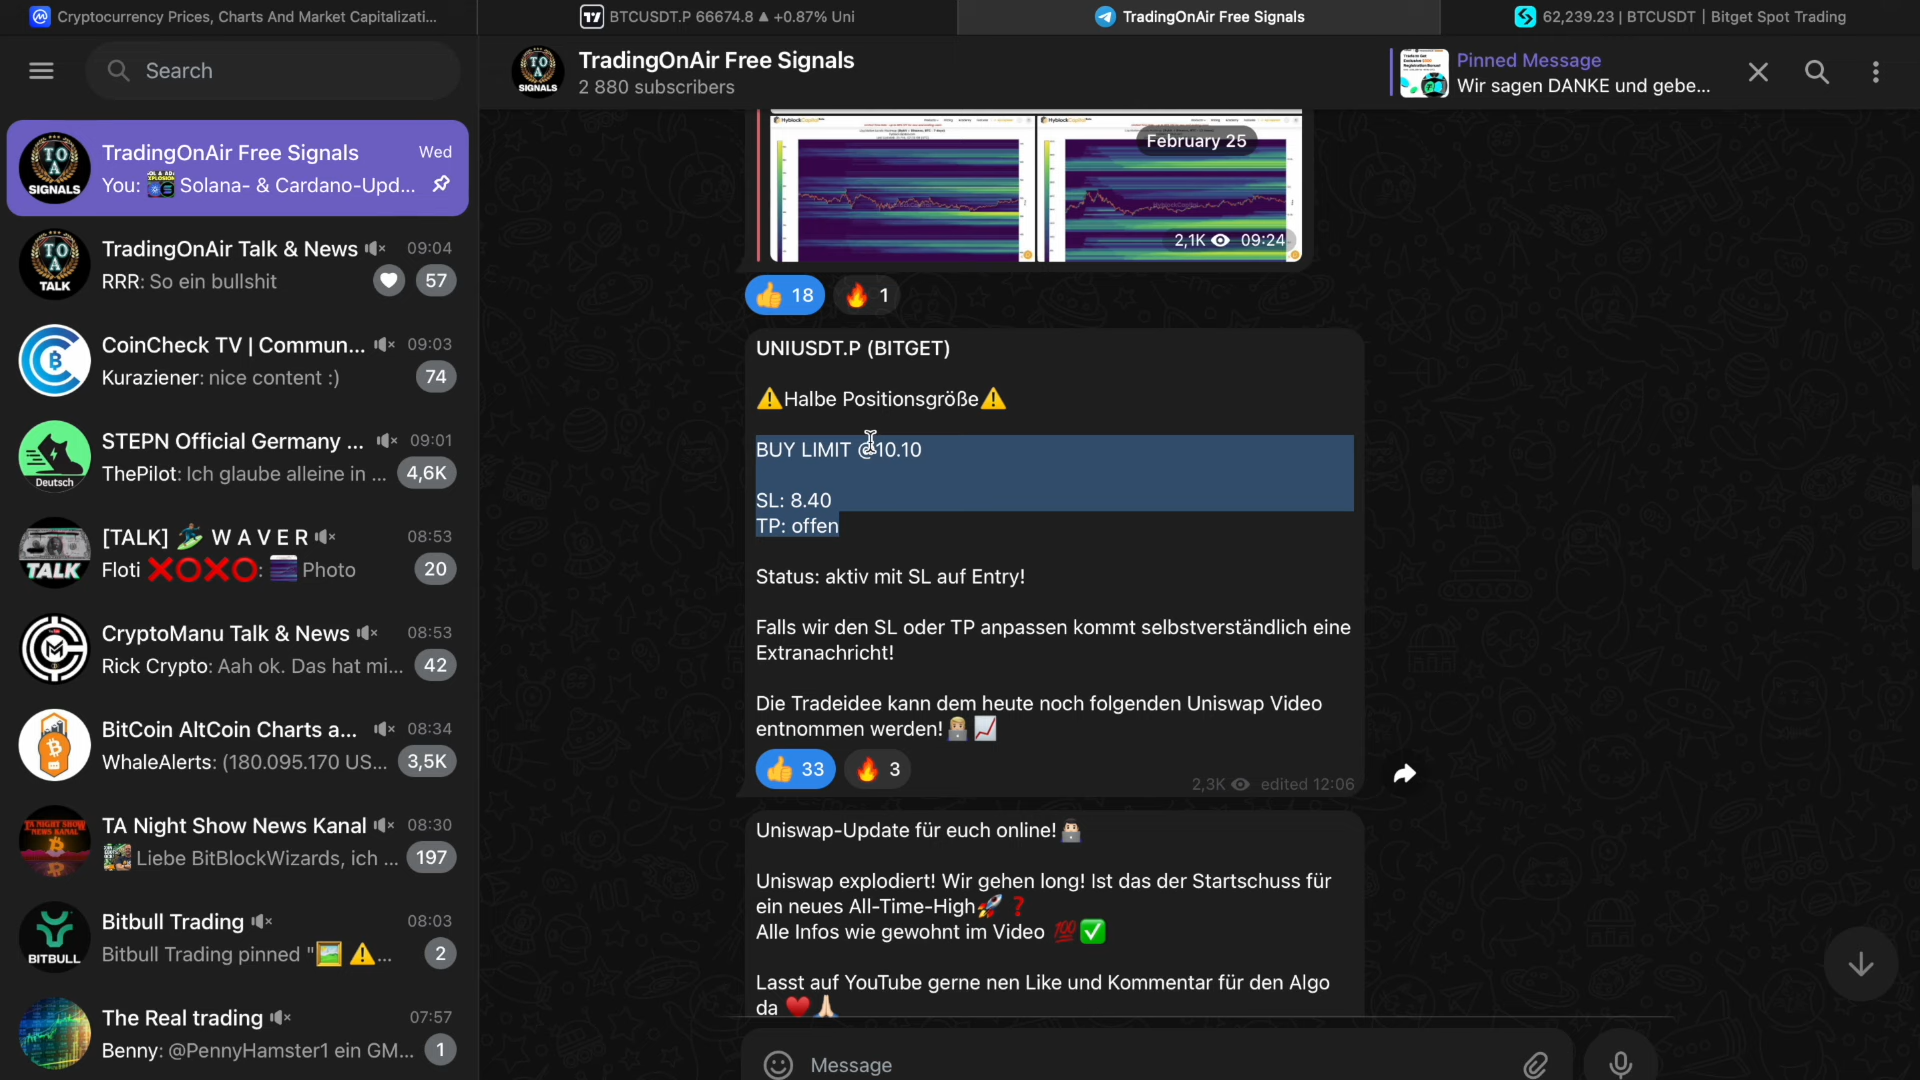 Cryptocurrency Prices, Charts And Market Capitalizati...
BTCUSDT.P 66674.8 ▲ +0.87% Uni
TradingOnAir Free Signals
62,239.23 | BTCUSDT | Bitget Spot Trading
Search
TradingOnAir Free Signals
2 880 subscribers
Pinned Message
Wir sagen DANKE und gebe...
TradingOnAir Free Signals Wed
You: Solana- & Cardano-Upd...
TradingOnAir Talk & News 09:04
RRR: So ein bullshit 57
CoinCheck TV | Commun... 09:03
Kuraziener: nice content :) 74
STEPN Official Germany ... 09:01
ThePilot: Ich glaube alleine in ... 4,6K
[TALK] 🏄 W A V E R 08:53
Floti ❌⭕❌⭕: Photo 20
CryptoManu Talk & News 08:53
Rick Crypto: Aah ok. Das hat mi... 42
BitCoin AltCoin Charts a... 08:34
WhaleAlerts: (180.095.170 US... 3,5K
TA Night Show News Kanal 08:30
Liebe BitBlockWizards, ich ... 197
Bitbull Trading 08:03
Bitbull Trading pinned "🖼️ ⚠️... 2
The Real trading 07:57
Benny: @PennyHamster1 ein GM... 1
TOA
SIGNALS
TOA
TALK
Deutsch
TALK
BITBULL
February 25
2,1K 09:24
👍 18 🔥 1
UNIUSDT.P (BITGET)
⚠️Halbe Positionsgröße⚠️
BUY LIMIT @10.10
SL: 8.40
TP: offen
Status: aktiv mit SL auf Entry!
Falls wir den SL oder TP anpassen kommt selbstverständlich eine
Extranachricht!
Die Tradeidee kann dem heute noch folgenden Uniswap Video
entnommen werden!👨🏼‍💻📈
👍 33 🔥 3
2,3K edited 12:06
Uniswap-Update für euch online!👨🏼‍💻
Uniswap explodiert! Wir gehen long! Ist das der Startschuss für
ein neues All-Time-High🚀❓
Alle Infos wie gewohnt im Video 💯✅
Lasst auf YouTube gerne nen Like und Kommentar für den Algo
da ❤️🙏🏻
Message